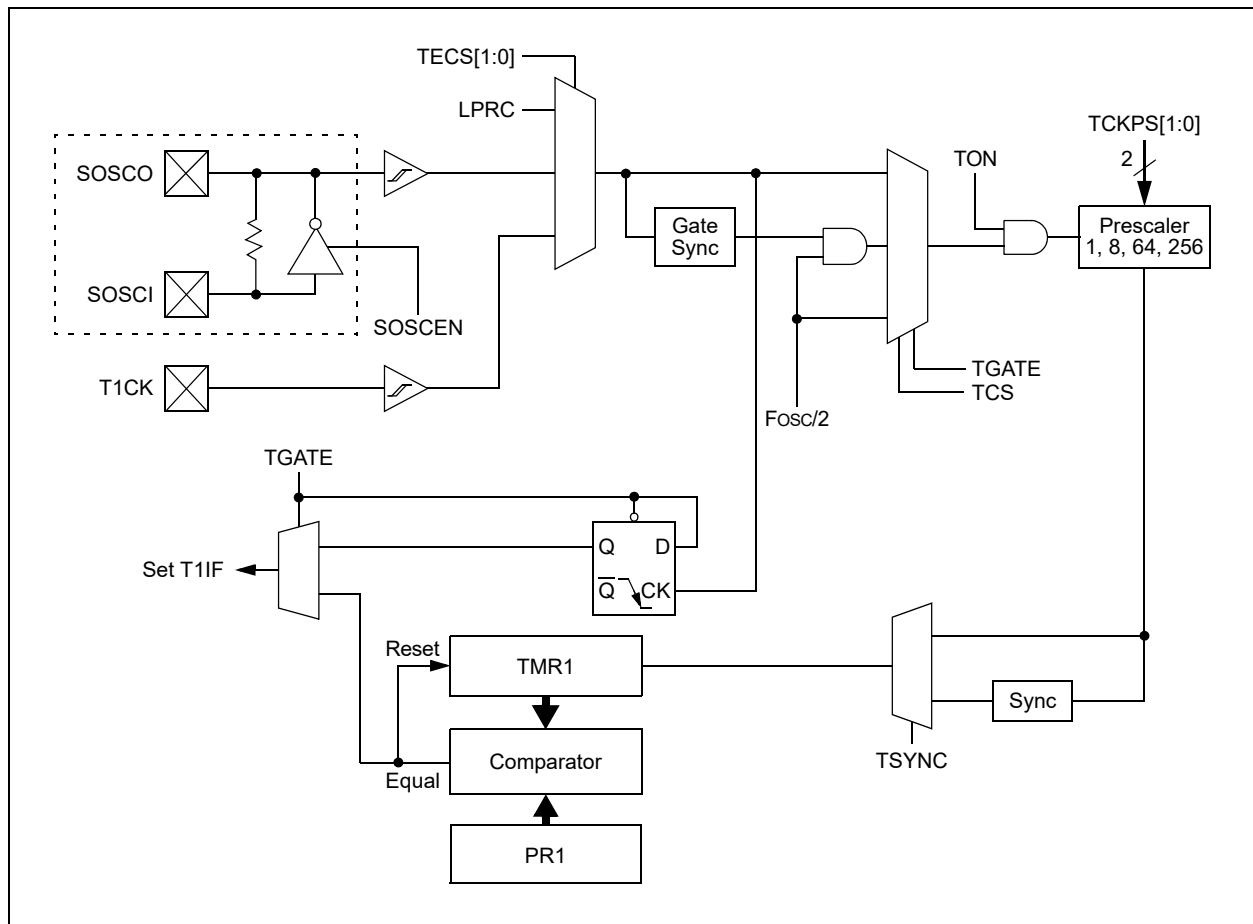 TECS[1:0]
LPRC
SOSCO
SOSCI
SOSCEN
T1CK
Gate
Sync
TON
TCKPS[1:0]
2
Prescaler
1, 8, 64, 256
TGATE
TCS
FOSC/2
TGATE
Set T1IF
Q
D
Q
CK
Reset
TMR1
Sync
TSYNC
Equal
Comparator
PR1